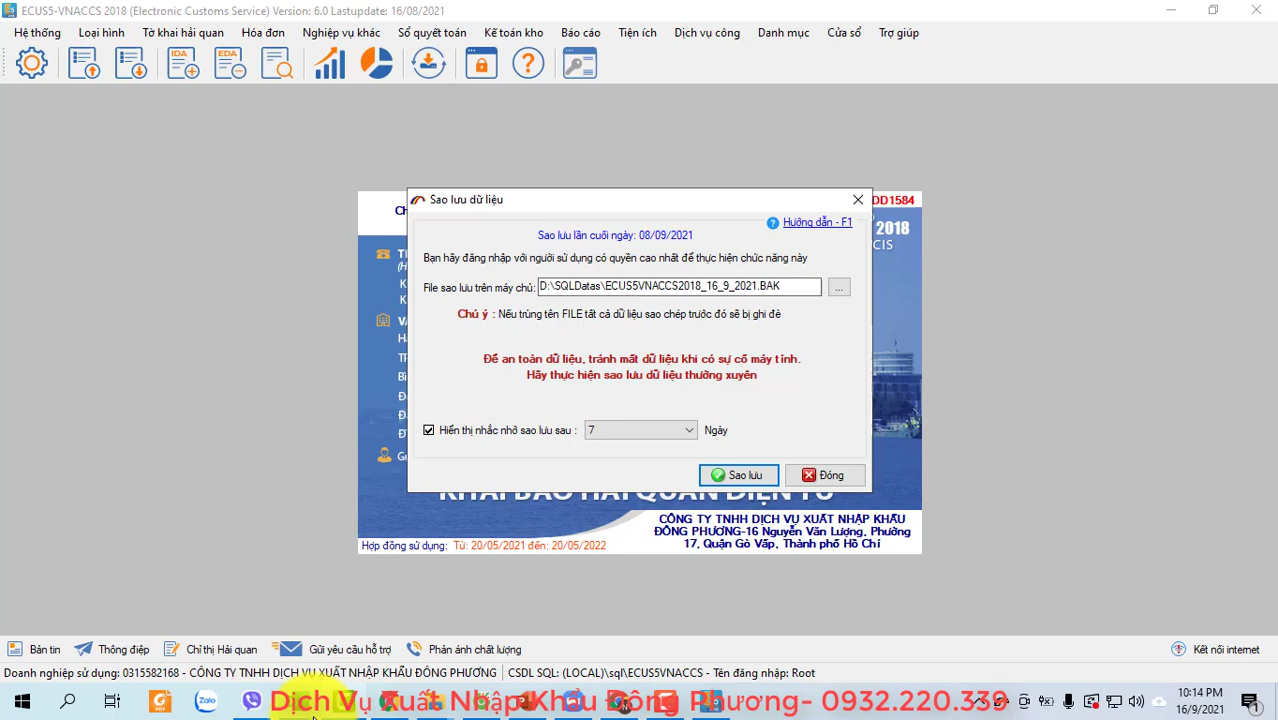 ECUS5-VNACCS 2018 (Electronic Customs Service) Version: 6.0 Lastupdate: 16/08/2021
Hệ thống Loại hình Tờ khai hải quan Hóa đơn Nghiệp vụ khác Sổ quyết toán Kế toán kho Báo cáo Tiện ích Dịch vụ công Danh mục Cửa sổ Trợ giúp
IDA EDA
Sao lưu dữ liệu
DD1584
Hướng dẫn - F1
2018
CIS
Sao lưu lần cuối ngày: 08/09/2021
Bạn hãy đăng nhập với người sử dụng có quyền cao nhất để thực hiện chức năng này
File sao lưu trên máy chủ: D:\SQLDatas\ECUS5VNACCS2018_16_9_2021.BAK ...
Chú ý : Nếu trùng tên FILE tất cả dữ liệu sao chép trước đó sẽ bị ghi đè
Để an toàn dữ liệu, tránh mất dữ liệu khi có sự cố máy tính.
Hãy thực hiện sao lưu dữ liệu thường xuyên
Hiển thị nhắc nhở sao lưu sau : 7 Ngày
Sao lưu Đóng
KHAI BÁO HẢI QUAN ĐIỆN TỬ
CÔNG TY TNHH DỊCH VỤ XUẤT NHẬP KHẨU
ĐÔNG PHƯƠNG-16 Nguyễn Văn Lượng, Phường
17, Quận Gò Vấp, Thành phố Hồ Chí
Hợp đồng sử dụng: Từ: 20/05/2021 đến: 20/05/2022
Bản tin Thông điệp Chỉ thị Hải quan Gửi yêu cầu hỗ trợ Phản ánh chất lượng Kết nối internet
Doanh nghiệp sử dụng: 0315582168 - CÔNG TY TNHH DỊCH VỤ XUẤT NHẬP KHẨU ĐÔNG PHƯƠNG CSDL SQL: (LOCAL)\sql\ECUS5VNACCS - Tên đăng nhập: Root
Dịch Vụ Xuất Nhập Khẩu Đông Phương- 0932.220.339
Zalo
10:14 PM
16/9/2021